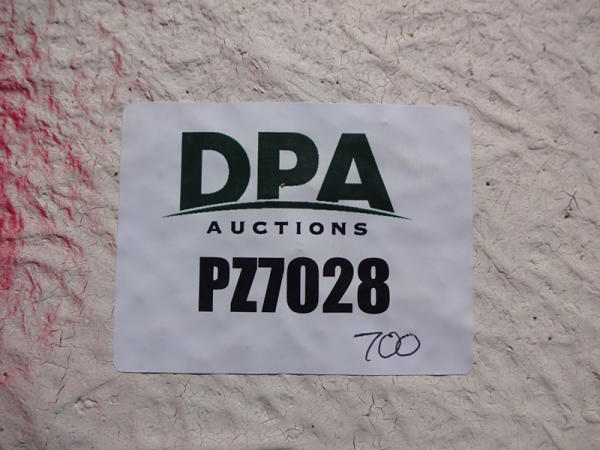 DPA
AUCTIONS
PZ7028
700